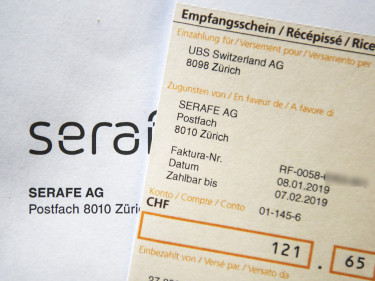 Empfangsschein / Récépissé / Rice
Einzahlung für / Versement pour / Versamento per
UBS Switzerland AG
8098 Zürich
Zugunsten von / En faveur de / A favore di
SERAFE AG
Postfach
8010 Zürich
Faktura-Nr. RF-0058-
Datum 08.01.2019
Zahlbar bis 07.02.2019
Konto / Compte / Conto 01-145-6
CHF
121 . 65
Einbezahlt von / Versé par / Versato da
seraf
SERAFE AG
Postfach 8010 Züri